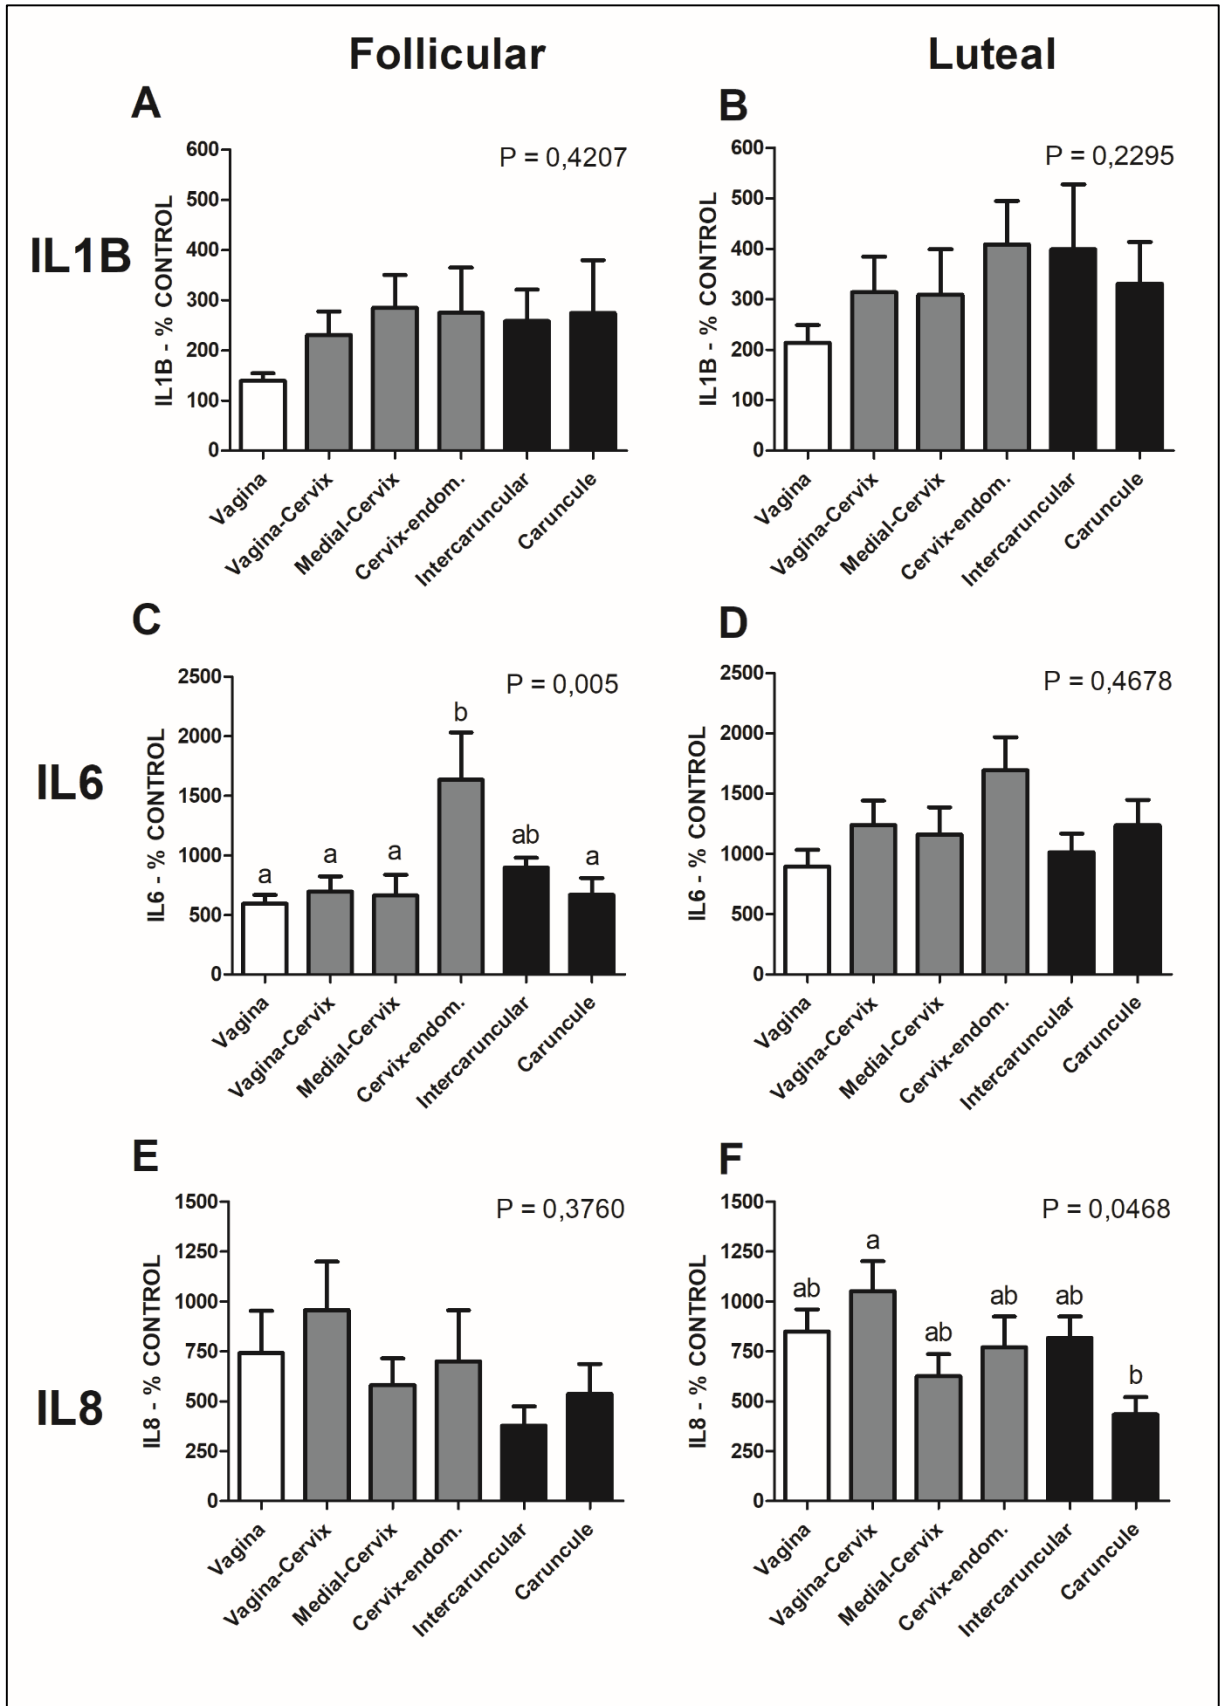 Follicular
Luteal
A
P = 0,4207
IL1B
IL1B - % CONTROL
600
500
400
300
200
100
0
Vagina
Vagina-Cervix
Medial-Cervix
Cervix-endom.
Intercaruncular
Caruncule
B
P = 0,2295
IL1B - % CONTROL
600
500
400
300
200
100
0
Vagina
Vagina-Cervix
Medial-Cervix
Cervix-endom.
Intercaruncular
Caruncule
C
P = 0,005
IL6
IL6 - % CONTROL
2500
2000
1500
1000
500
0
a
a
a
b
ab
a
Vagina
Vagina-Cervix
Medial-Cervix
Cervix-endom.
Intercaruncular
Caruncule
D
P = 0,4678
IL6 - % CONTROL
2500
2000
1500
1000
500
0
Vagina
Vagina-Cervix
Medial-Cervix
Cervix-endom.
Intercaruncular
Caruncule
E
P = 0,3760
IL8
IL8 - % CONTROL
1500
1250
1000
750
500
250
0
Vagina
Vagina-Cervix
Medial-Cervix
Cervix-endom.
Intercaruncular
Caruncule
F
P = 0,0468
IL8 - % CONTROL
1500
1250
1000
750
500
250
0
ab
a
ab
ab
ab
b
Vagina
Vagina-Cervix
Medial-Cervix
Cervix-endom.
Intercaruncular
Caruncule